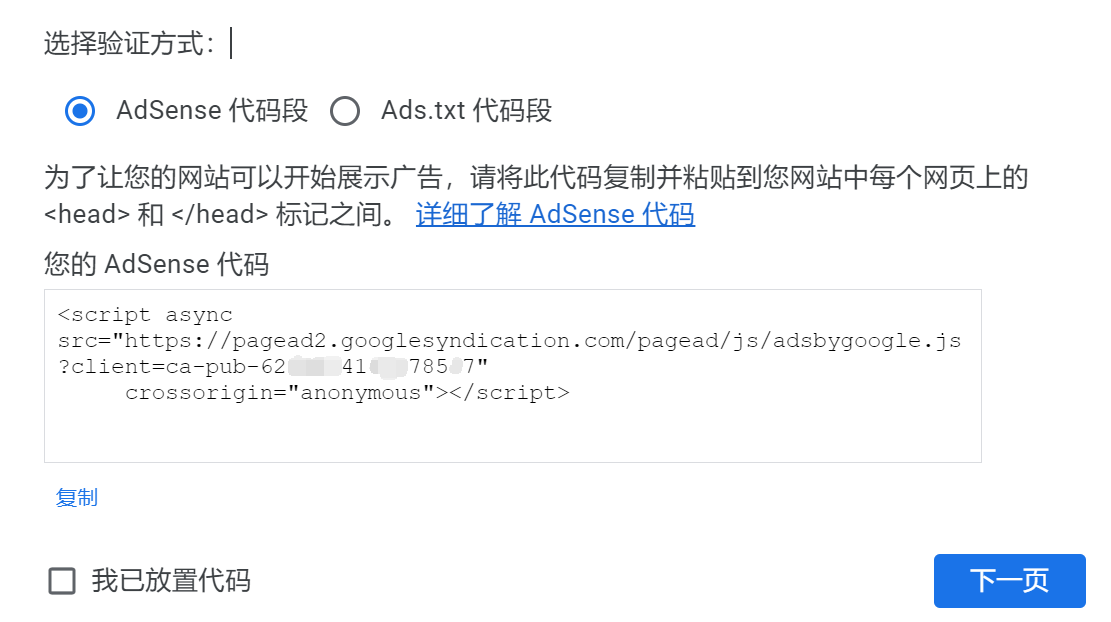 选择验证方式：
AdSense 代码段 Ads.txt 代码段
为了让您的网站可以开始展示广告，请将此代码复制并粘贴到您网站中每个网页上的
<head> 和 </head> 标记之间。 详细了解 AdSense 代码
您的 AdSense 代码
<script async
src="https://pagead2.googlesyndication.com/pagead/js/adsbygoogle.js
?client=ca-pub-62 41 785 7"
crossorigin="anonymous"></script>
复制
我已放置代码
下一页